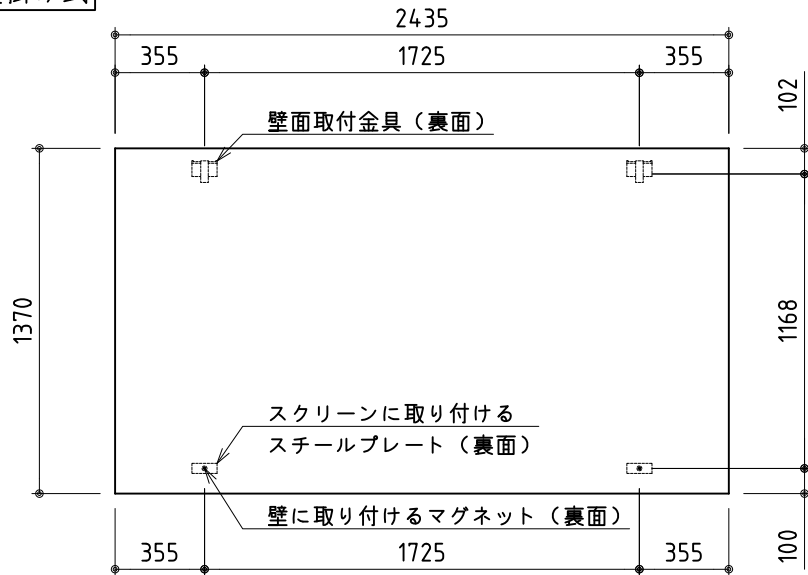 2435
355 1725 355
102
壁面取付金具（裏面）
1370
1168
スクリーンに取り付ける
スチールプレート（裏面）
壁に取り付けるマグネット（裏面）
100
355 1725 355